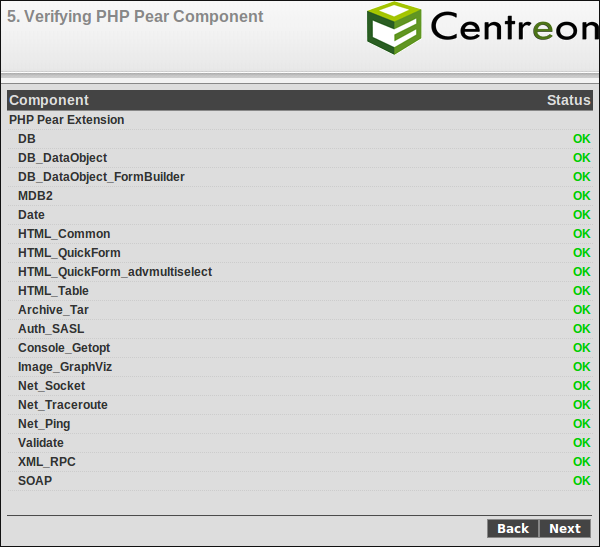 5. Verifying PHP Pear Component
Centreon
Component Status
PHP Pear Extension
DB OK
DB_DataObject OK
DB_DataObject_FormBuilder OK
MDB2 OK
Date OK
HTML_Common OK
HTML_QuickForm OK
HTML_QuickForm_advmultiselect OK
HTML_Table OK
Archive_Tar OK
Auth_SASL OK
Console_Getopt OK
Image_GraphViz OK
Net_Socket OK
Net_Traceroute OK
Net_Ping OK
Validate OK
XML_RPC OK
SOAP OK
Back Next